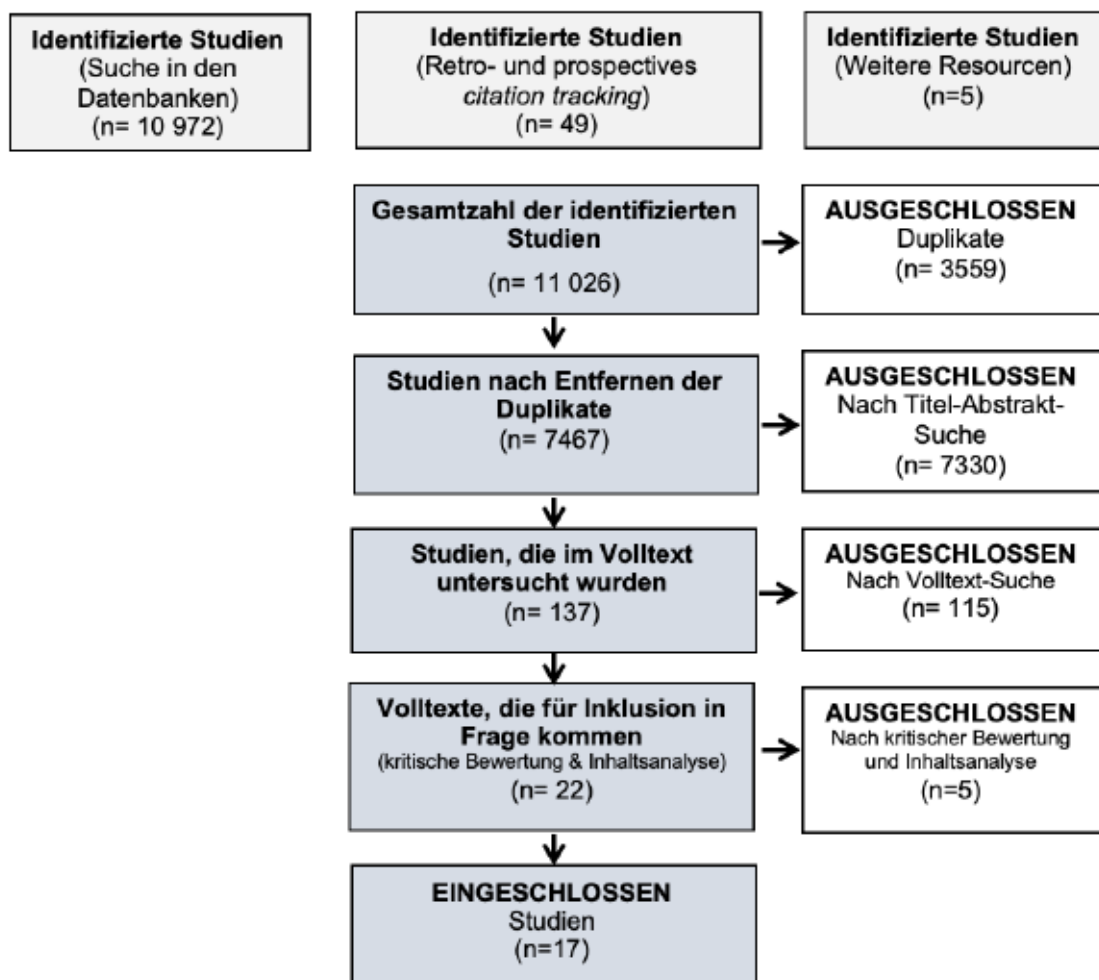 Identifizierte Studien
(Suche in den
Datenbanken)
(n= 10 972)
Identifizierte Studien
(Retro- und prospectives
citation tracking)
(n= 49)
Identifizierte Studien
(Weitere Resourcen)
(n=5)
Gesamtzahl der identifizierten
Studien
(n= 11 026)
AUSGESCHLOSSEN
Duplikate
(n= 3559)
Studien nach Entfernen der
Duplikate
(n= 7467)
AUSGESCHLOSSEN
Nach Titel-Abstrakt-
Suche
(n= 7330)
Studien, die im Volltext
untersucht wurden
(n= 137)
AUSGESCHLOSSEN
Nach Volltext-Suche
(n= 115)
Volltexte, die für Inklusion in
Frage kommen
(kritische Bewertung & Inhaltsanalyse)
(n= 22)
AUSGESCHLOSSEN
Nach kritischer Bewertung
und Inhaltsanalyse
(n=5)
EINGESCHLOSSEN
Studien
(n=17)